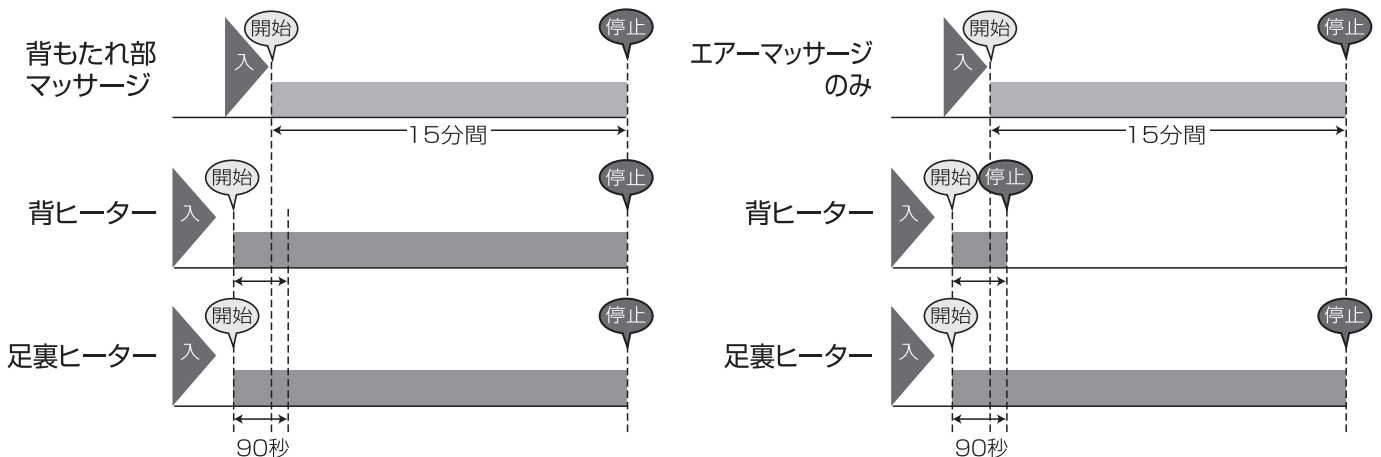 開始
停止
背もたれ部
マッサージ
入
15分間
背ヒーター
入
開始
停止
足裏ヒーター
入
開始
停止
90秒
開始
停止
エアーマッサージ
のみ
入
15分間
背ヒーター
入
開始
停止
足裏ヒーター
入
開始
停止
90秒